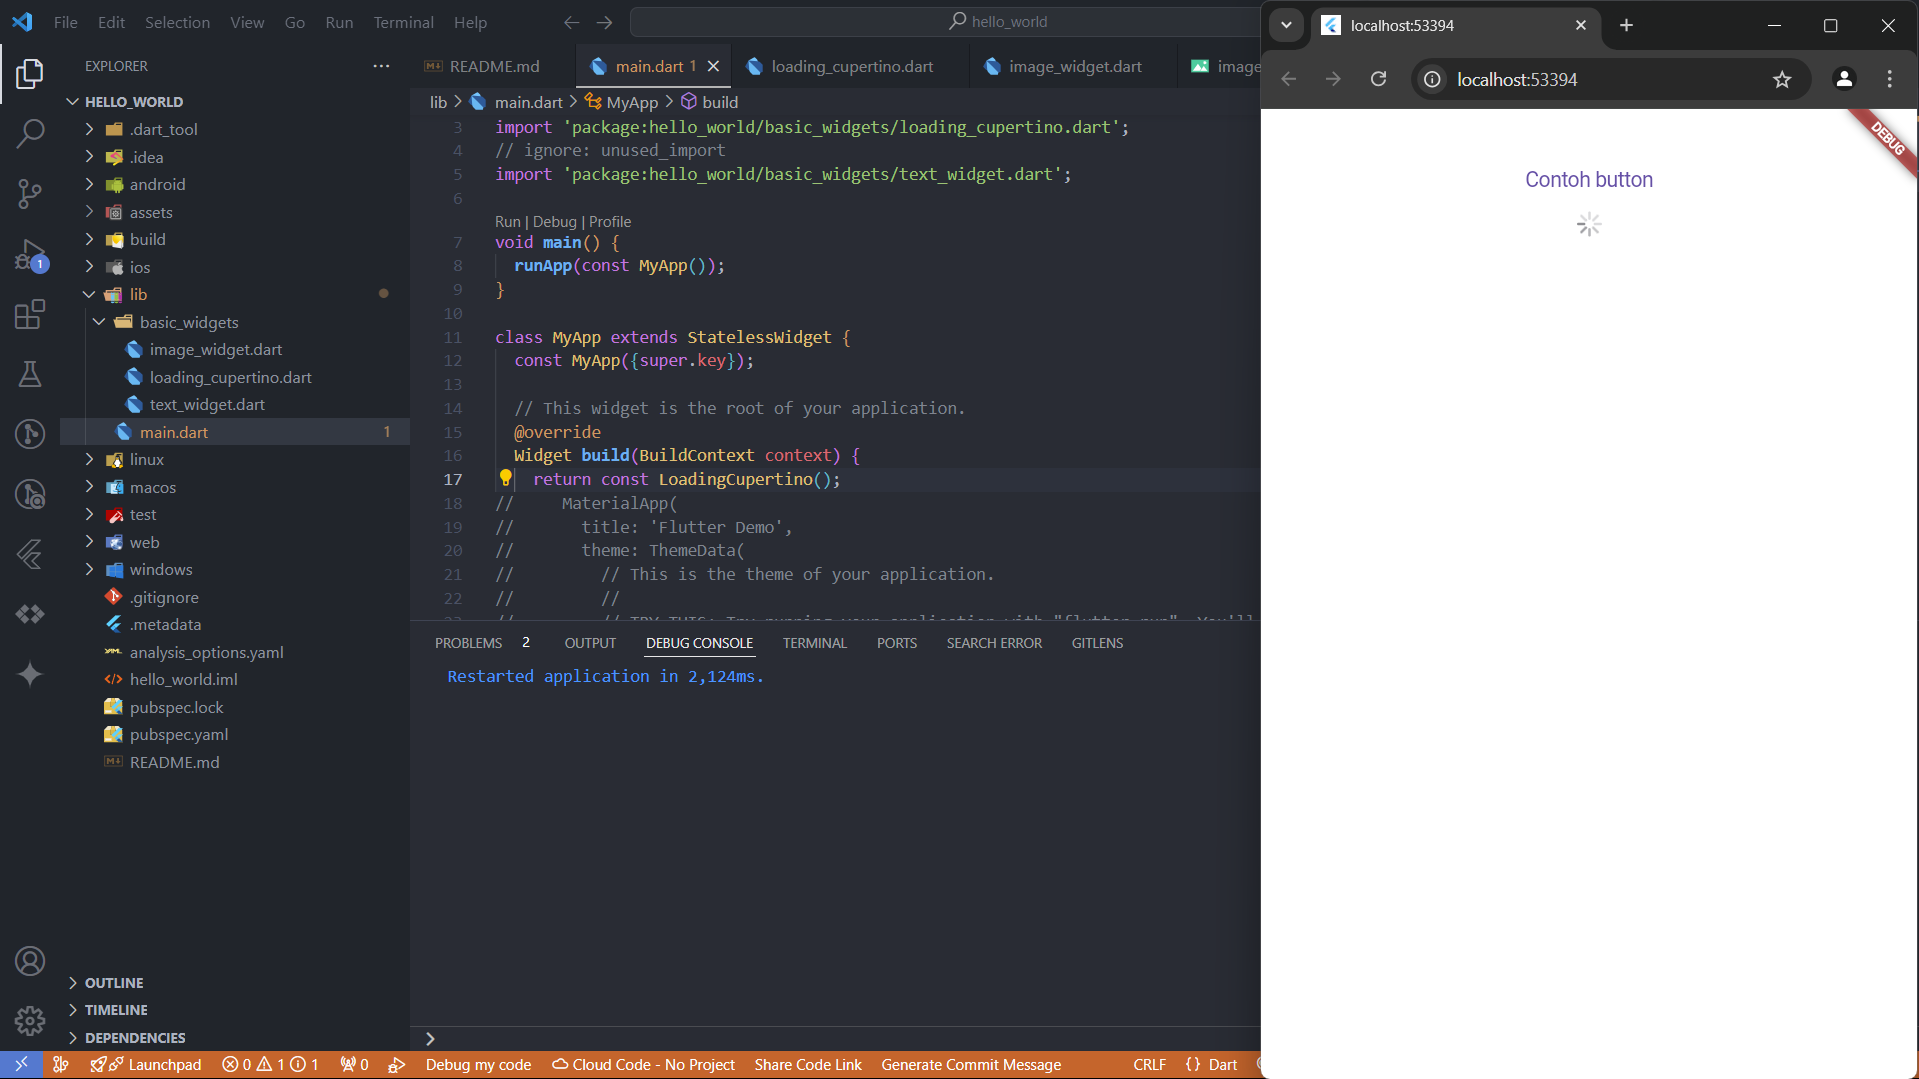 File Edit Selection View Go Run Terminal Help
hello_world
EXPLORER
HELLO_WORLD
.dart_tool
.idea
android
assets
build
ios
lib
basic_widgets
image_widget.dart
loading_cupertino.dart
text_widget.dart
main.dart 1
linux
macos
test
web
windows
.gitignore
.metadata
analysis_options.yaml
hello_world.iml
pubspec.lock
pubspec.yaml
README.md
OUTLINE
TIMELINE
DEPENDENCIES
1
README.md
main.dart 1
loading_cupertino.dart
image_widget.dart
image
lib > main.dart > MyApp > build
3 import 'package:hello_world/basic_widgets/loading_cupertino.dart';
4 // ignore: unused_import
5 import 'package:hello_world/basic_widgets/text_widget.dart';
6
Run | Debug | Profile
7 void main() {
8 runApp(const MyApp());
9 }
10
11 class MyApp extends StatelessWidget {
12 const MyApp({super.key});
13
14 // This widget is the root of your application.
15 @override
16 Widget build(BuildContext context) {
17 return const LoadingCupertino();
18 // MaterialApp(
19 // title: 'Flutter Demo',
20 // theme: ThemeData(
21 // // This is the theme of your application.
22 // //
PROBLEMS 2 OUTPUT DEBUG CONSOLE TERMINAL PORTS SEARCH ERROR GITLENS
Restarted application in 2,124ms.
Launchpad 0 1 1 0 Debug my code Cloud Code - No Project Share Code Link Generate Commit Message CRLF {} Dart
localhost:53394
localhost:53394
DEBUG
Contoh button